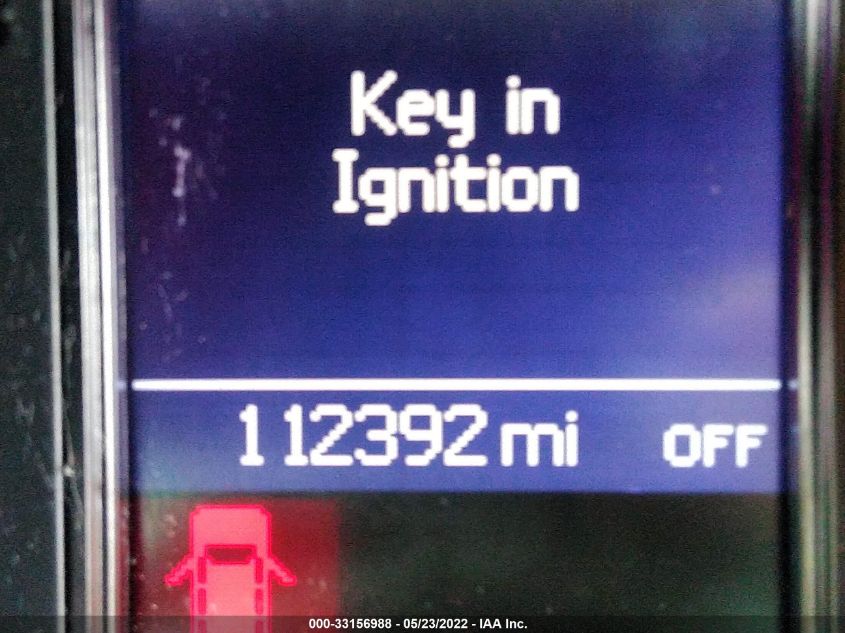 Key in
Ignition
112392 mi OFF
000-33156988 - 05/23/2022 - IAA Inc.